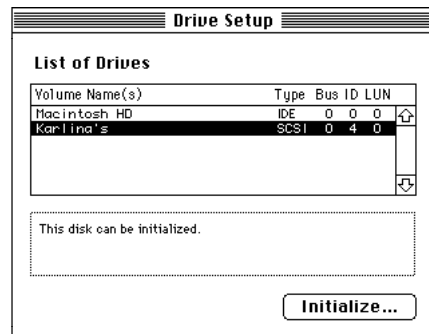 Drive Setup
List of Drives
Volume Name(s) Type Bus ID LUN
Macintosh HD IDE 0 0 0
Karlina's SCSI 0 4 0
This disk can be initialized.
Initialize...